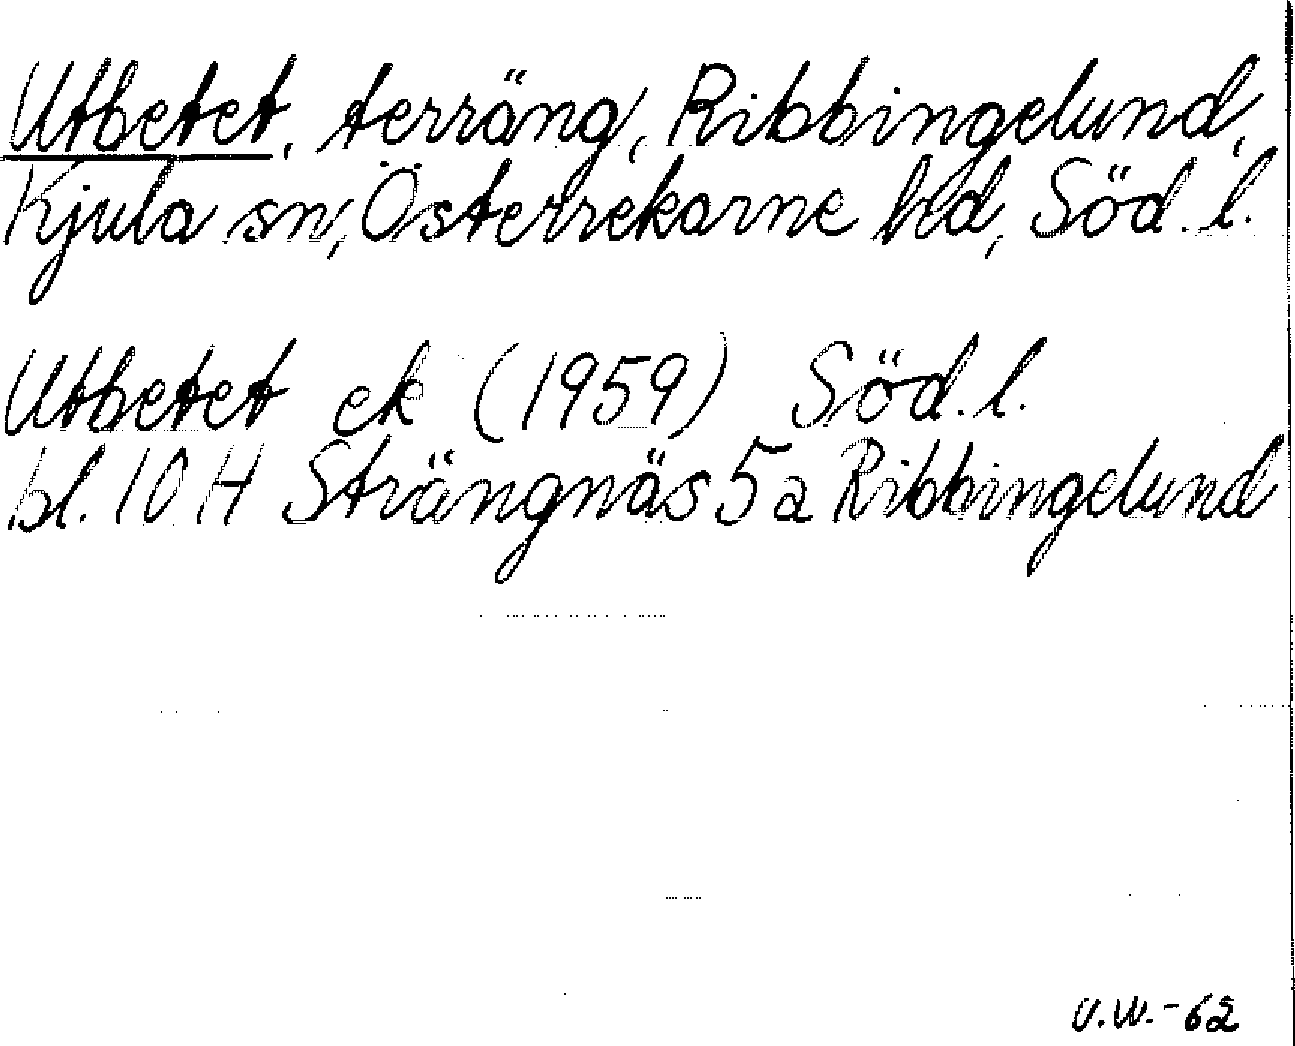 Utbetet, terräng, Ribbingelund,
Kjula sn, Österrekarne hd, Söd. l.
Utbetet ek (1959) Söd. l.
bl. 10 H Strängnäs 5 a Ribbingelund
V.W.-62